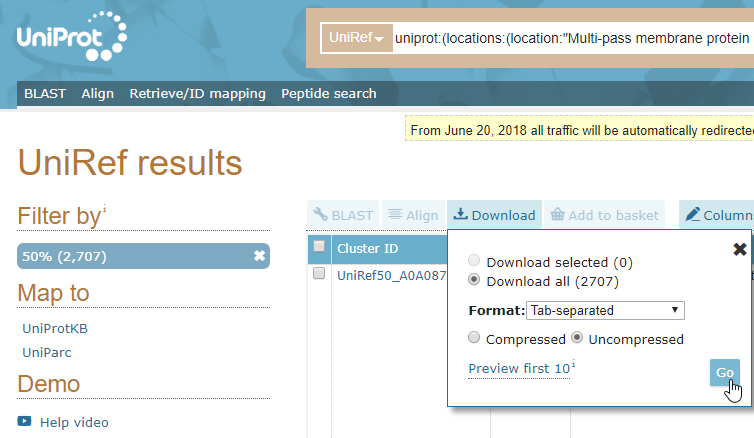 UniProt
UniRef
uniprot:(locations:(location:"Multi-pass membrane protein
BLAST Align Retrieve/ID mapping Peptide search
From June 20, 2018 all traffic will be automatically redirected
UniRef results
Filter by i
50% (2,707)
Map to
UniProtKB
UniParc
Demo
Help video
BLAST Align Download Add to basket Column
Cluster ID
UniRef50_A0A087
Download selected (0)
Download all (2707)
Format: Tab-separated
Compressed Uncompressed
Preview first 10 i
Go